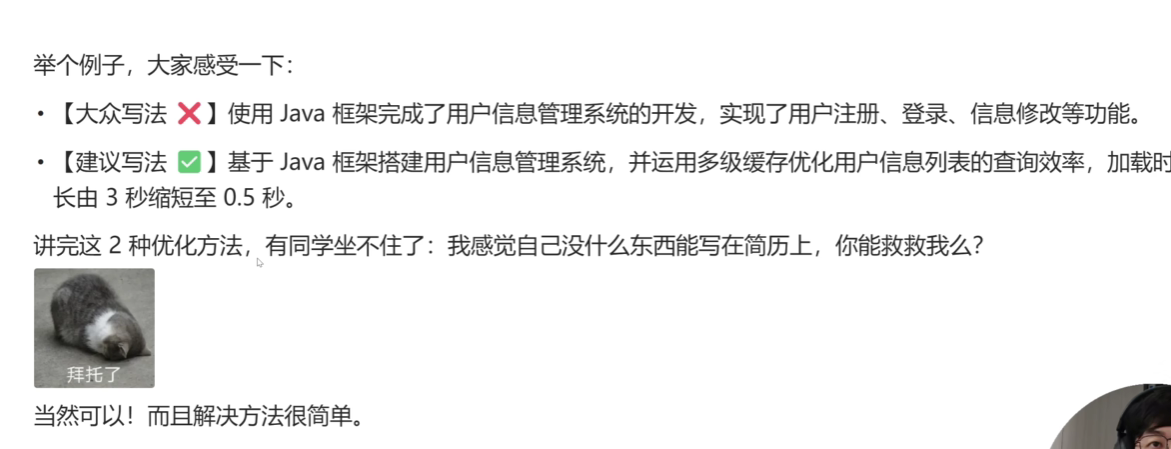 举个例子，大家感受一下：
• 【大众写法 ❌】使用 Java 框架完成了用户信息管理系统的开发，实现了用户注册、登录、信息修改等功能。
• 【建议写法 ✅】基于 Java 框架搭建用户信息管理系统，并运用多级缓存优化用户信息列表的查询效率，加载时
长由 3 秒缩短至 0.5 秒。
讲完这 2 种优化方法，有同学坐不住了：我感觉自己没什么东西能写在简历上，你能救救我么？
拜托了
当然可以！而且解决方法很简单。